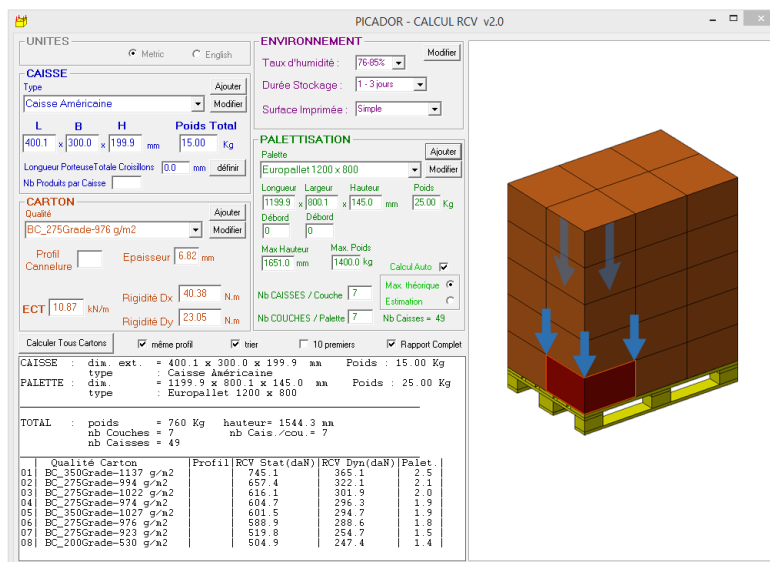 PICADOR - CALCUL RCV v2.0
UNITES
Metric English
CAISSE
Type Ajouter
Caisse Américaine Modifier
L B H Poids Total
400.1 x 300.0 x 199.9 mm 15.00 Kg
Longueur PorteuseTotale Croisillons 0.0 mm définir
Nb Produits par Caisse
CARTON
Qualité Ajouter
BC_275Grade-976 g/m2 Modifier
Profil Cannelure Epaisseur 6.82 mm
ECT 10.87 kN/m
Rigidité Dx 40.38 N.m
Rigidité Dy 23.05 N.m
ENVIRONNEMENT
Modifier
Taux d'humidité : 76-85%
Durée Stockage : 1 - 3 jours
Surface Imprimée : Simple
PALETTISATION
Palette Ajouter
Europallet 1200 x 800 Modifier
Longueur Largeur Hauteur Poids
1199.9 x 800.1 x 145.0 mm 25.00 Kg
Débord Débord
0 0
Max Hauteur Max. Poids
1651.0 mm 1400.0 kg Calcul Auto
Max. théorique
Estimation
Nb CAISSES / Couche 7
Nb COUCHES / Palette 7 Nb Caisses = 49
Calculer Tous Cartons même profil trier 10 premiers Rapport Complet
CAISSE : dim. ext. = 400.1 x 300.0 x 199.9 mm Poids : 15.00 Kg
type : Caisse Américaine
PALETTE : dim. = 1199.9 x 800.1 x 145.0 mm Poids : 25.00 Kg
type : Europallet 1200 x 800
TOTAL : poids = 760 Kg hauteur= 1544.3 mm
nb Couches = 7 nb Cais./cou.= 7
nb Caisses = 49
| Qualité Carton |Profil|RCV Stat(daN)|RCV Dyn(daN)|Palet.|
01| BC_350Grade-1137 g/m2 | | 745.1 | 365.1 | 2.5 |
02| BC_275Grade-994 g/m2 | | 657.4 | 322.1 | 2.1 |
03| BC_275Grade-1022 g/m2 | | 616.1 | 301.9 | 2.0 |
04| BC_275Grade-974 g/m2 | | 604.7 | 296.3 | 1.9 |
05| BC_350Grade-1027 g/m2 | | 601.5 | 294.7 | 1.9 |
06| BC_275Grade-976 g/m2 | | 588.9 | 288.6 | 1.8 |
07| BC_275Grade-923 g/m2 | | 519.8 | 254.7 | 1.5 |
08| BC_200Grade-530 g/m2 | | 504.9 | 247.4 | 1.4 |